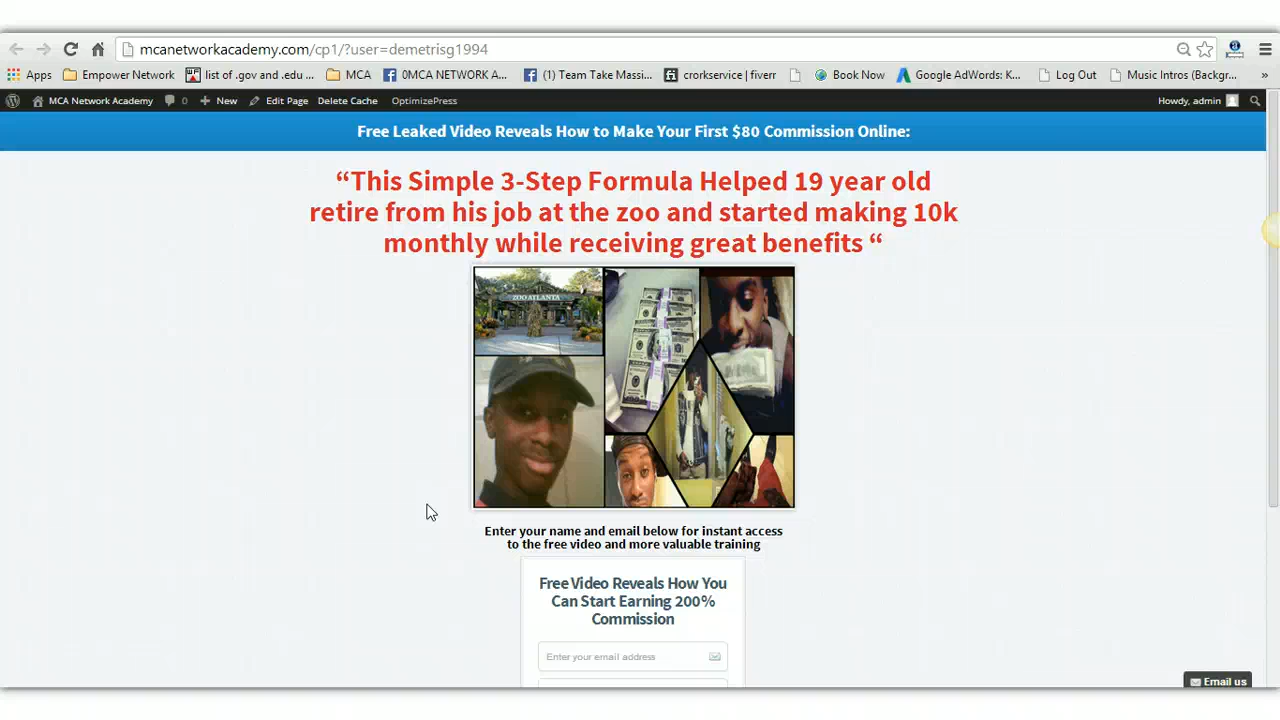 mcanetworkacademy.com/cp1/?user=demetrisg1994
Apps Empower Network list of .gov and .edu ... MCA 0MCA NETWORK A... (1) Team Take Massi... crorkservice | fiverr Book Now Google AdWords: K... Log Out Music Intros (Backgr... »
MCA Network Academy 0 + New Edit Page Delete Cache OptimizePress Howdy, admin
Free Leaked Video Reveals How to Make Your First $80 Commission Online:
“This Simple 3-Step Formula Helped 19 year old
retire from his job at the zoo and started making 10k
monthly while receiving great benefits “
ZOO ATLANTA
Enter your name and email below for instant access
to the free video and more valuable training
Free Video Reveals How You
Can Start Earning 200%
Commission
Enter your email address
Email us